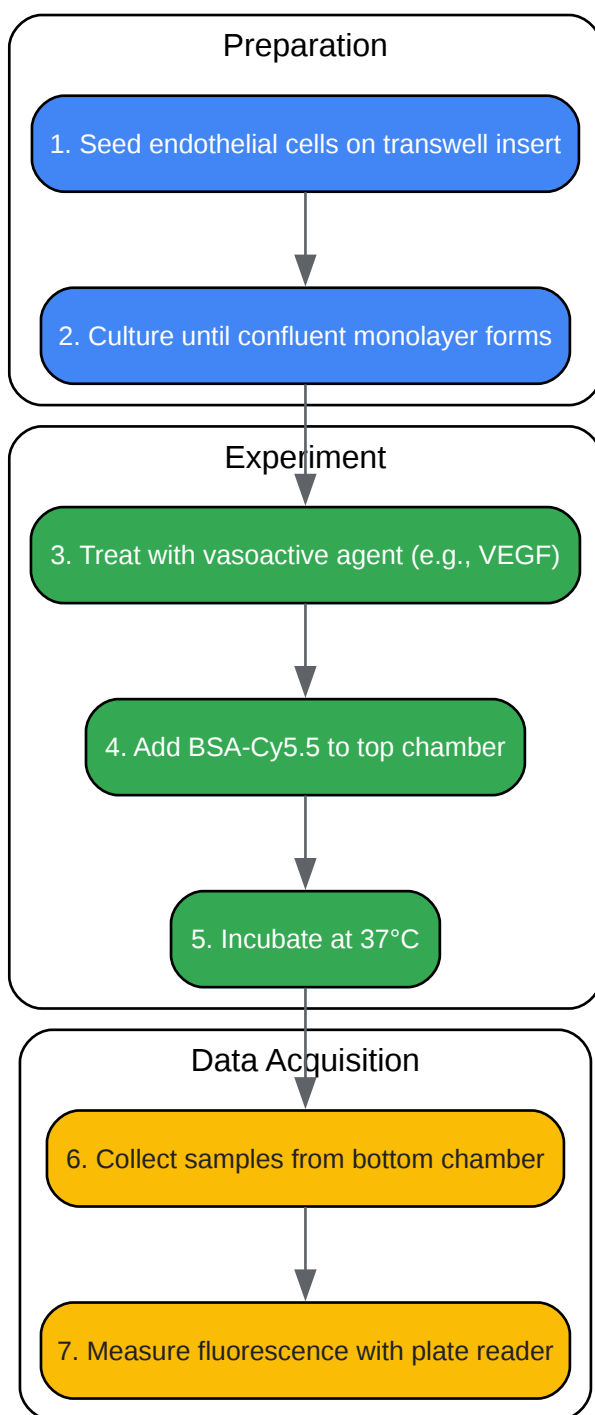 Preparation
1. Seed endothelial cells on transwell insert
2. Culture until confluent monolayer forms
Experiment
3. Treat with vasoactive agent (e.g., VEGF)
4. Add BSA-Cy5.5 to top chamber
5. Incubate at 37°C
Data Acquisition
6. Collect samples from bottom chamber
7. Measure fluorescence with plate reader